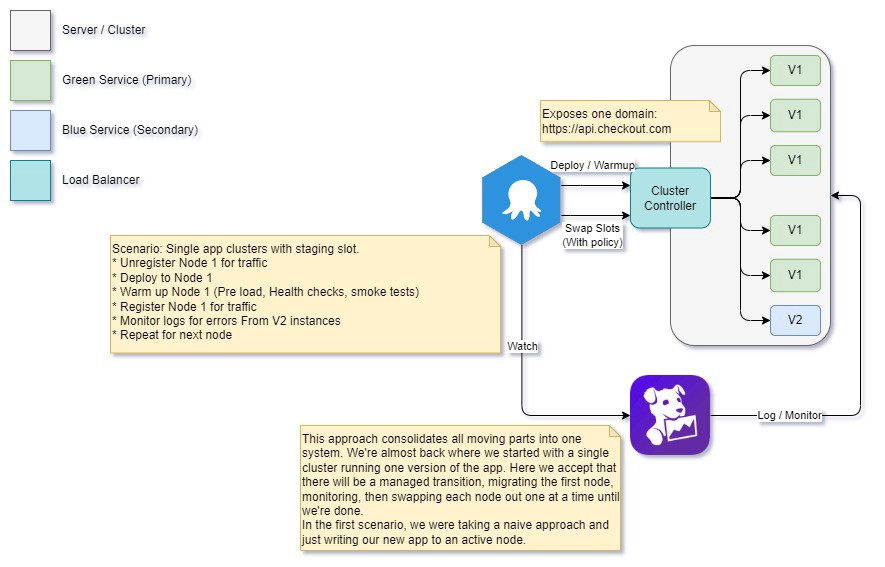 Server / Cluster
Green Service (Primary)
Blue Service (Secondary)
Load Balancer
Exposes one domain:
https://api.checkout.com
Deploy / Warmup
Swap Slots
(With policy)
Cluster
Controller
V1
V1
V1
V1
V1
V2
Scenario: Single app clusters with staging slot.
* Unregister Node 1 for traffic
* Deploy to Node 1
* Warm up Node 1 (Pre load, Health checks, smoke tests)
* Register Node 1 for traffic
* Monitor logs for errors From V2 instances
* Repeat for next node
Watch
Log / Monitor
This approach consolidates all moving parts into one
system. We're almost back where we started with a single
cluster running one version of the app. Here we accept that
there will be a managed transition, migrating the first node,
monitoring, then swapping each node out one at a time until
we're done.
In the first scenario, we were taking a naive approach and
just writing our new app to an active node.